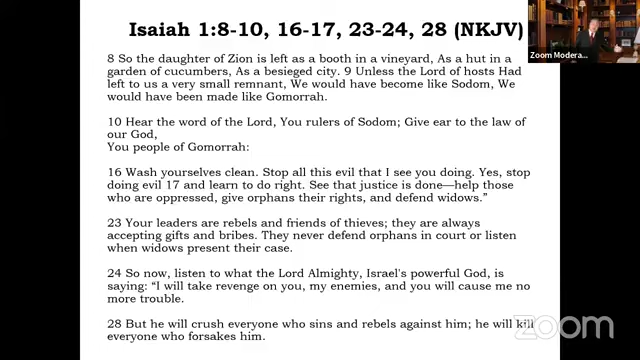 Isaiah 1:8-10, 16-17, 23-24, 28 (NKJV)
Zoom Modera...
8 So the daughter of Zion is left as a booth in a vineyard, As a hut in a
garden of cucumbers, As a besieged city. 9 Unless the Lord of hosts Had
left to us a very small remnant, We would have become like Sodom, We
would have been made like Gomorrah.
10 Hear the word of the Lord, You rulers of Sodom; Give ear to the law of
our God,
You people of Gomorrah:
16 Wash yourselves clean. Stop all this evil that I see you doing. Yes, stop
doing evil 17 and learn to do right. See that justice is done—help those
who are oppressed, give orphans their rights, and defend widows.”
23 Your leaders are rebels and friends of thieves; they are always
accepting gifts and bribes. They never defend orphans in court or listen
when widows present their case.
24 So now, listen to what the Lord Almighty, Israel's powerful God, is
saying: “I will take revenge on you, my enemies, and you will cause me no
more trouble.
28 But he will crush everyone who sins and rebels against him; he will kill
everyone who forsakes him.
zoom